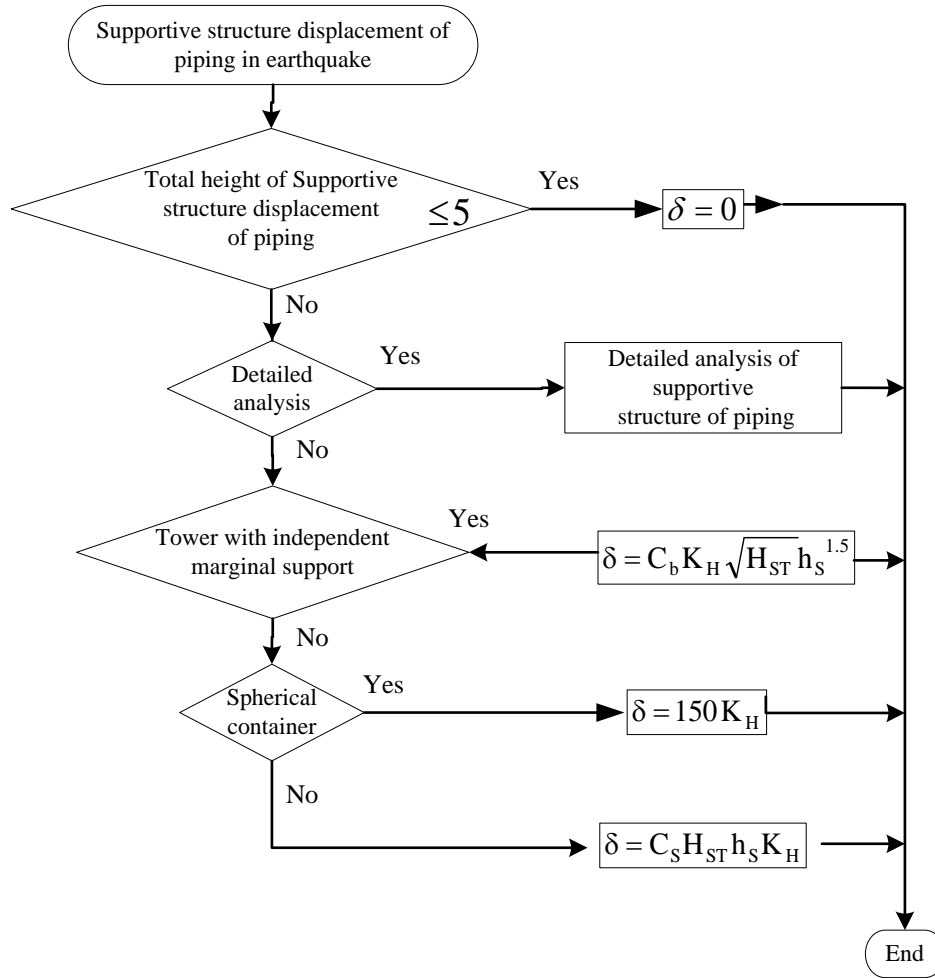 Supportive structure displacement of
piping in earthquake
Total height of Supportive
structure displacement
of piping
≤5
Yes
δ = 0
No
Detailed
analysis
Yes
Detailed analysis of
supportive
structure of piping
No
Tower with independent
marginal support
Yes
δ = C_b K_H √H_ST h_S^1.5
No
Spherical
container
Yes
δ = 150 K_H
No
δ = C_S H_ST h_S K_H
End